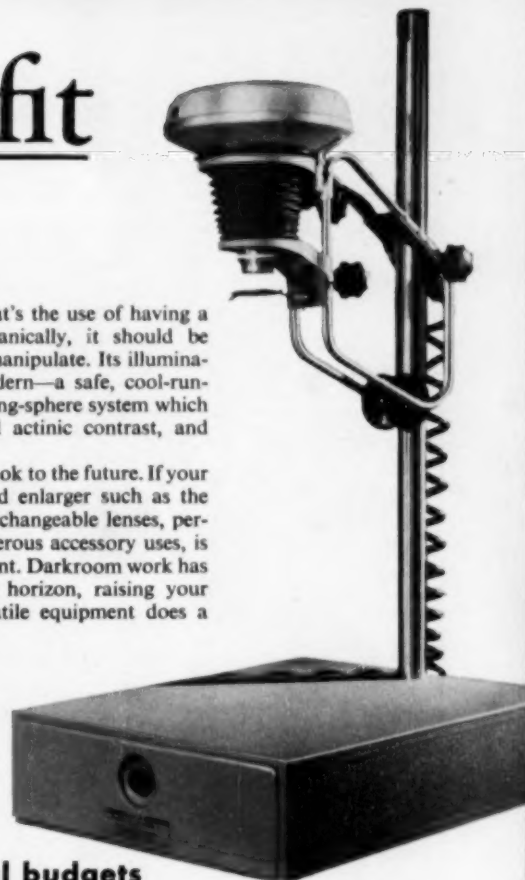 fit
at's the use of having a
anically, it should be
manipulate. Its illumina-
dern—a safe, cool-run-
ng-sphere system which
l actinic contrast, and
ok to the future. If your
d enlarger such as the
changeable lenses, per-
erous accessory uses, is
nt. Darkroom work has
horizon, raising your
tile equipment does a
l budgets